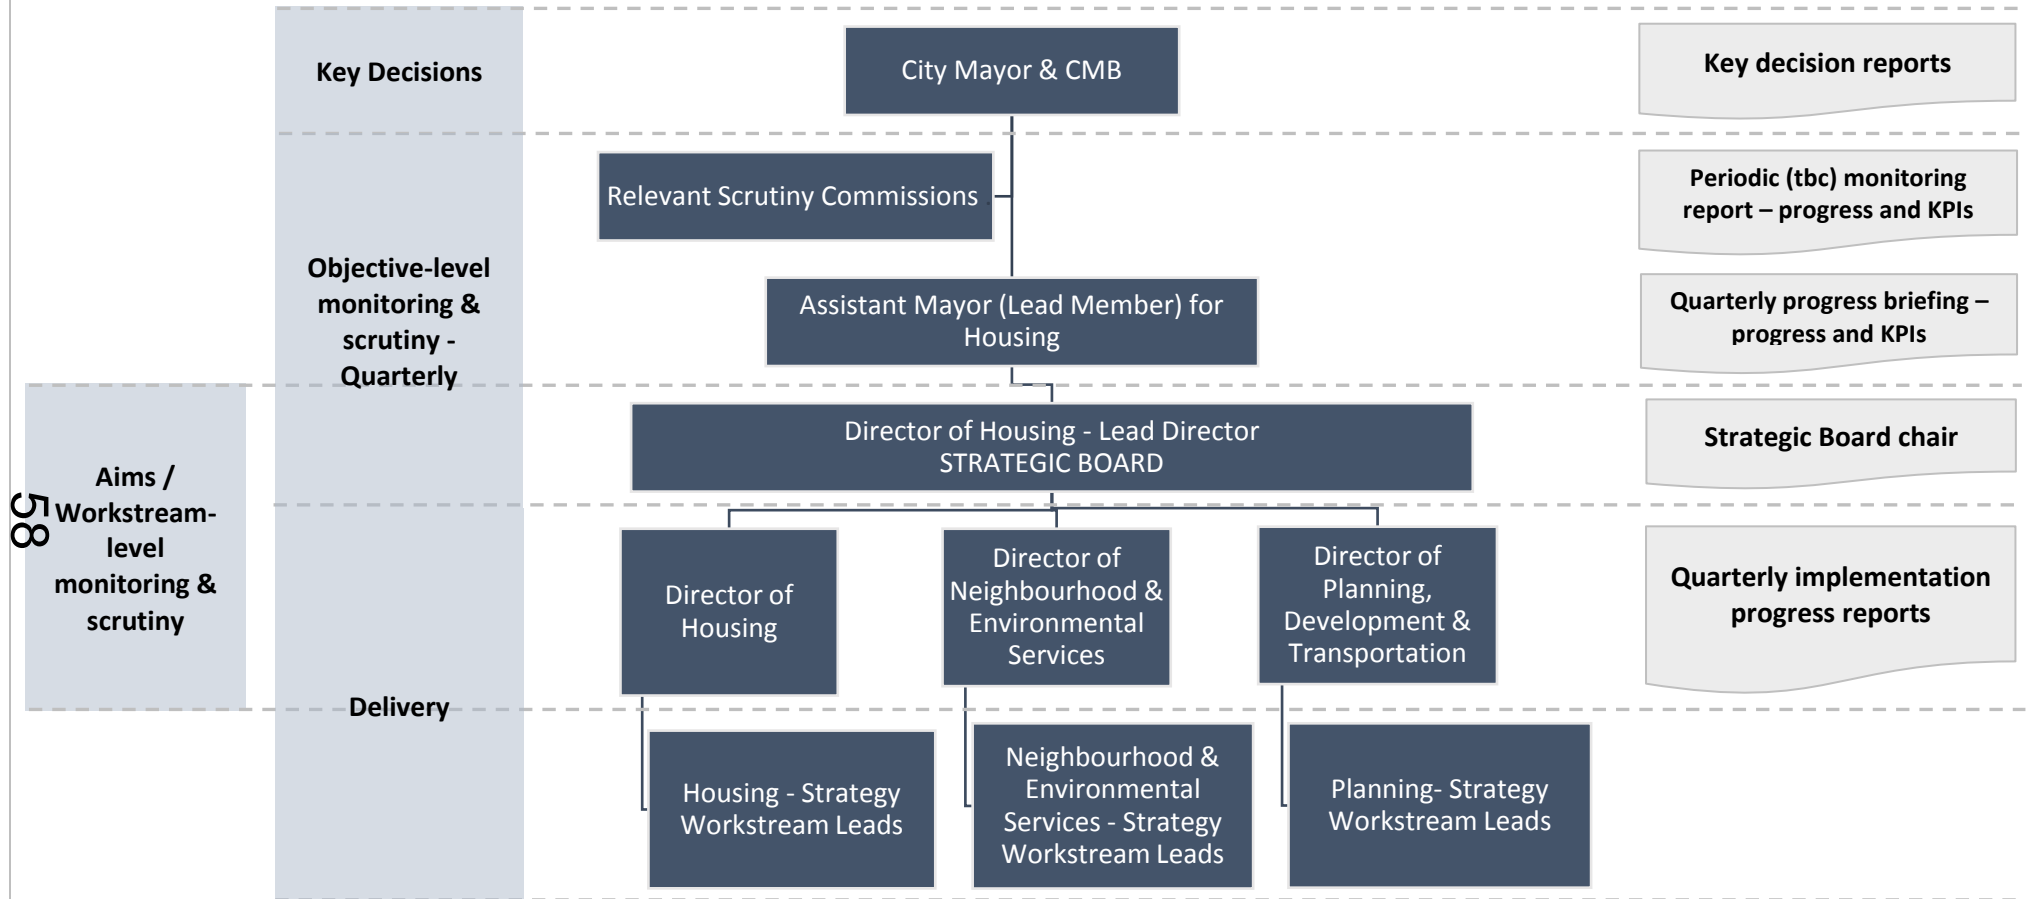 Key Decisions
City Mayor & CMB
Key decision reports
Relevant Scrutiny Commissions .
Periodic (tbc) monitoring
report – progress and KPIs
Objective-level
monitoring &
scrutiny -
Quarterly
Assistant Mayor (Lead Member) for
Housing
Quarterly progress briefing –
progress and KPIs
Director of Housing - Lead Director
STRATEGIC BOARD
Strategic Board chair
Aims /
Workstream-
level
monitoring &
scrutiny
58
Director of
Housing
Director of
Neighbourhood &
Environmental
Services
Director of
Planning,
Development &
Transportation
Quarterly implementation
progress reports
Delivery
Housing - Strategy
Workstream Leads
Neighbourhood &
Environmental
Services - Strategy
Workstream Leads
Planning- Strategy
Workstream Leads